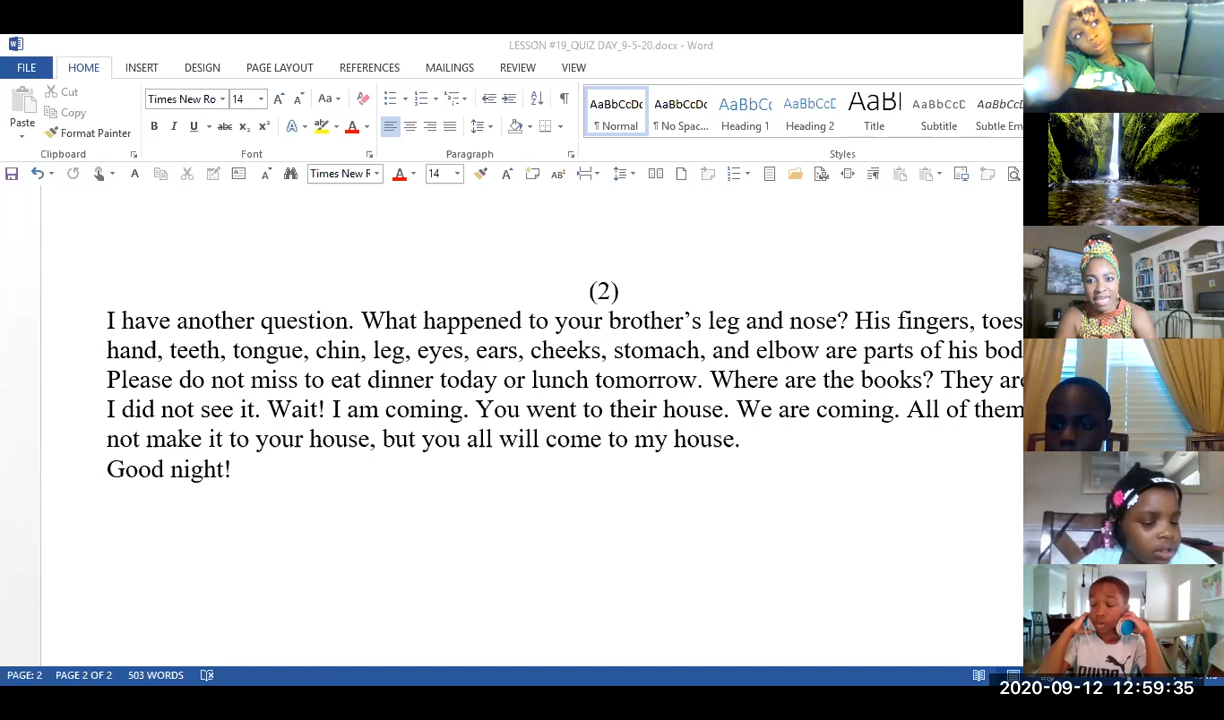 LESSON #19_QUIZ DAY_9-5-20.docx - Word
FILE HOME INSERT DESIGN PAGE LAYOUT REFERENCES MAILINGS REVIEW VIEW
Paste
Cut
Copy
Format Painter
Clipboard
Times New Ro 14
Font
Paragraph
AaBbCcDc AaBbCcDc AaBbCc AaBbCcD AaBl AaBbCcD AaBbCcDc
¶ Normal ¶ No Spac... Heading 1 Heading 2 Title Subtitle Subtle Em
Styles
Times New R 14
(2)
I have another question. What happened to your brother’s leg and nose? His fingers, toes
hand, teeth, tongue, chin, leg, eyes, ears, cheeks, stomach, and elbow are parts of his bod
Please do not miss to eat dinner today or lunch tomorrow. Where are the books? They are
I did not see it. Wait! I am coming. You went to their house. We are coming. All of them
not make it to your house, but you all will come to my house.
Good night!
PAGE: 2 PAGE 2 OF 2 503 WORDS
2020-09-12 12:59:35